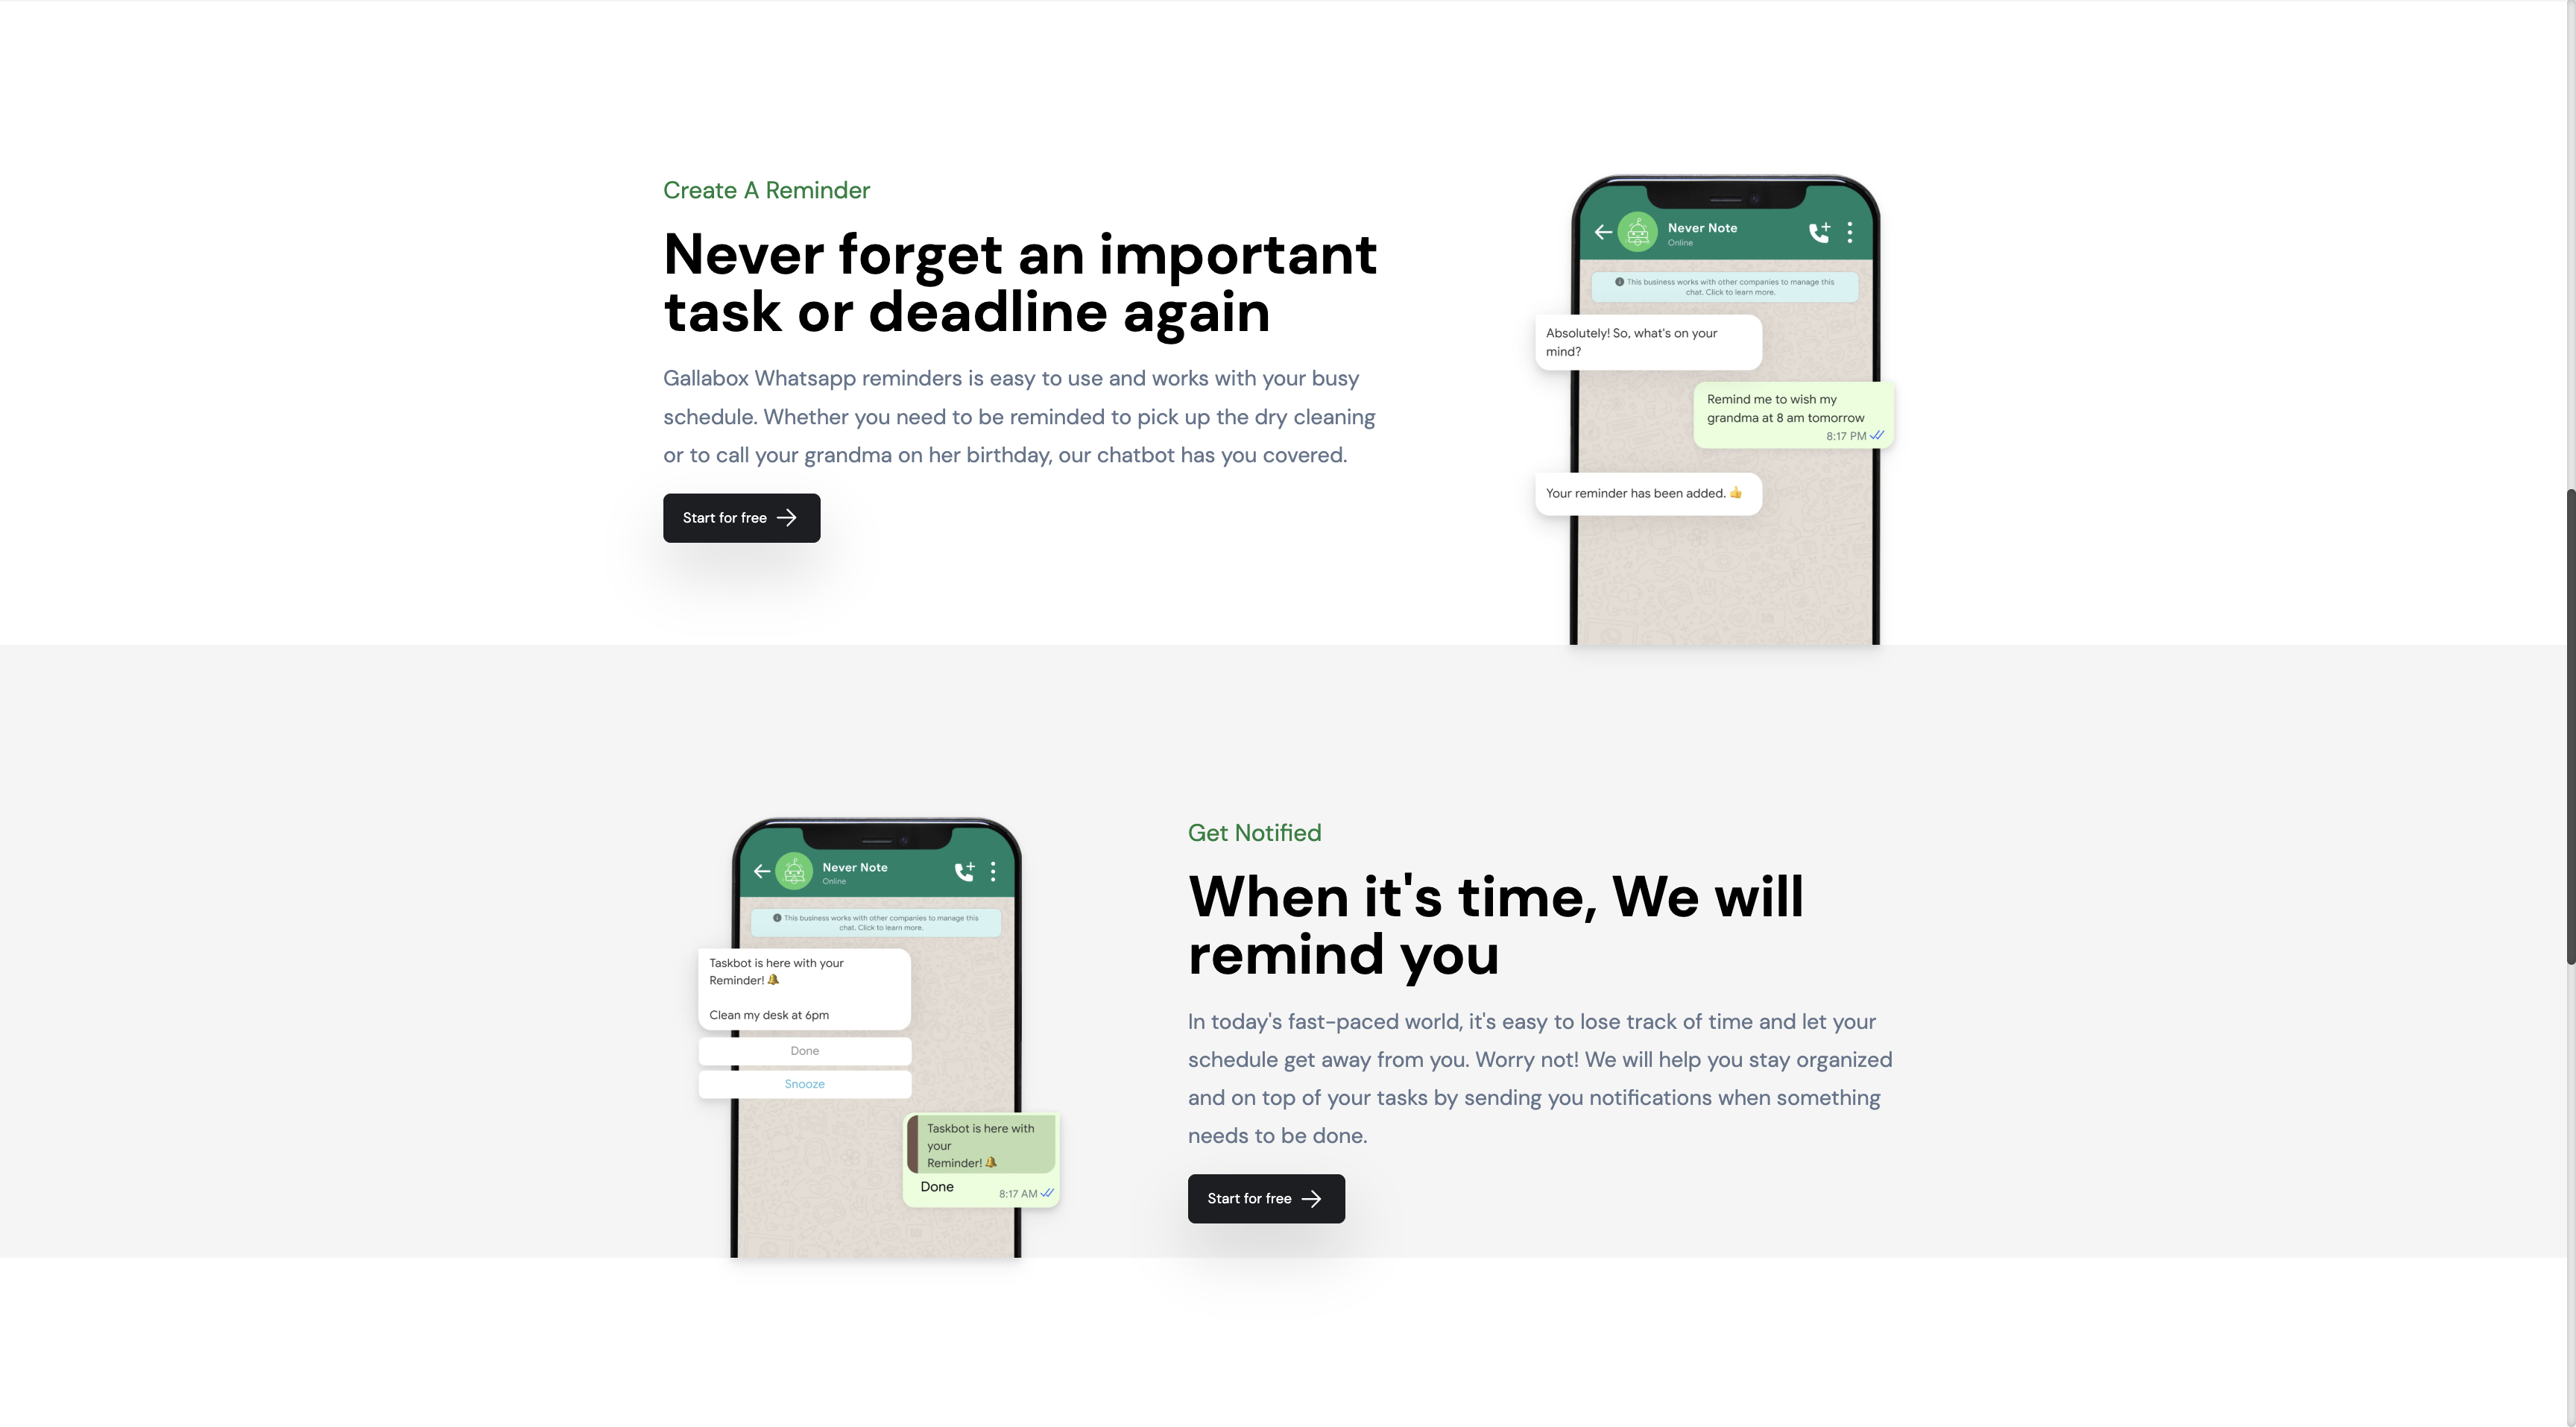 Create A Reminder
Never forget an important
task or deadline again
Gallabox Whatsapp reminders is easy to use and works with your busy
schedule. Whether you need to be reminded to pick up the dry cleaning
or to call your grandma on her birthday, our chatbot has you covered.
Start for free
Never Note
Online
This business works with other companies to manage this
chat. Click to learn more.
Absolutely! So, what's on your
mind?
Remind me to wish my
grandma at 8 am tomorrow
8:17 PM
Your reminder has been added. 👍
Never Note
Online
This business works with other companies to manage this
chat. Click to learn more.
Taskbot is here with your
Reminder! 🔔
Clean my desk at 6pm
Done
Snooze
Taskbot is here with
your
Reminder! 🔔
Done
8:17 AM
Get Notified
When it's time, We will
remind you
In today's fast-paced world, it's easy to lose track of time and let your
schedule get away from you. Worry not! We will help you stay organized
and on top of your tasks by sending you notifications when something
needs to be done.
Start for free